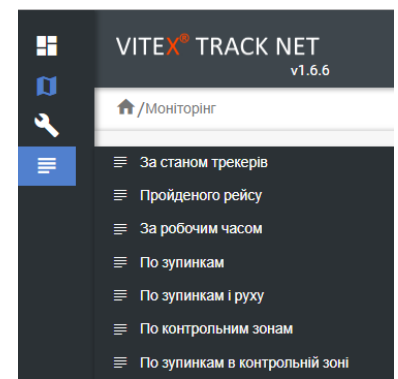 VITEX® TRACK NET
v1.6.6
/Моніторінг
За станом трекерів
Пройденого рейсу
За робочим часом
По зупинкам
По зупинкам і руху
По контрольним зонам
По зупинкам в контрольній зоні